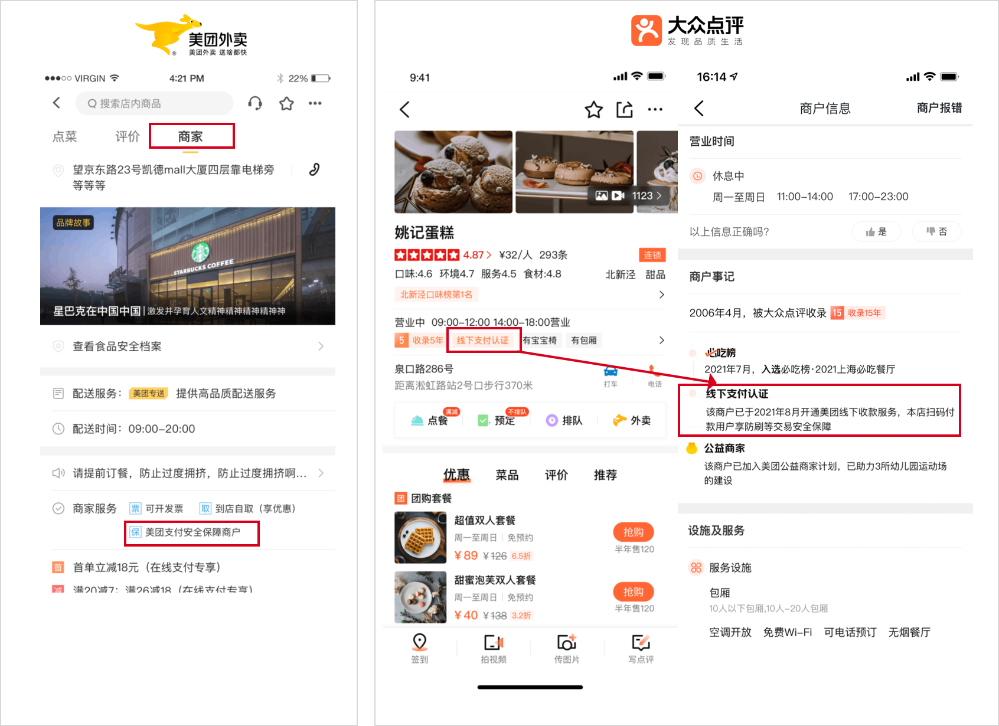 美团外卖
美团外卖 送啥都快
VIRGIN 4:21 PM 22%
搜索店内商品
点菜 评价 商家
望京东路23号凯德mall大厦四层靠电梯旁
等等等
品牌故事
STARBUCKS COFFEE
星巴克在中国中国 | 激发并孕育人文精神精神精神精神神
查看食品安全档案
配送服务： 美团专送 提供高品质配送服务
配送时间：09:00-20:00
请提前订餐，防止过度拥挤，防止过度拥挤啊...
商家服务 票 可开发票 取 到店自取（享优惠）
保 美团支付安全保障商户
首 首单立减18元（在线支付专享）
减 满20减7；满26减18（在线支付专享）
大众点评
发现品质生活
9:41
1123 >
姚记蛋糕
4.87> ¥32/人 293条 连锁
口味:4.6 环境4.7 服务4.5 食材:4.8 北新泾 甜品
北新泾口味榜第1名
营业中 09:00-12:00 14:00-18:00营业
5 收录5年 线下支付认证 有宝宝椅 有包厢
泉口路286号
距离淞虹路站2号口步行370米
打车 电话
点餐 满减 预定 不排队 排队 外卖
优惠 菜品 评价 推荐
团 团购套餐
超值双人套餐
周一至周日 | 免预约
¥89 ¥126 6.5折
抢购
半年售120
甜蜜泡芙双人套餐
周一至周日 | 免预约
¥40 ¥138 3.2折
抢购
半年售120
签到 拍视频 传图片 写点评
16:14
商户信息 商户报错
营业时间
休息中
周一至周日 11:00-14:00 17:00-23:00
以上信息正确吗? 是 否
商户事记
2006年4月，被大众点评收录 15 收录15年
必吃榜
2021年7月，入选必吃榜·2021上海必吃餐厅
线下支付认证
该商户已于2021年8月开通美团线下收款服务，本店扫码付
款用户享防刷等交易安全保障
公益商家
该商户已加入美团公益商家计划，已助力3所幼儿园运动场
的建设
设施及服务
服务设施
包厢
10人以下包厢,10人-20人包厢
空调开放 免费Wi-Fi 可电话预订 无烟餐厅